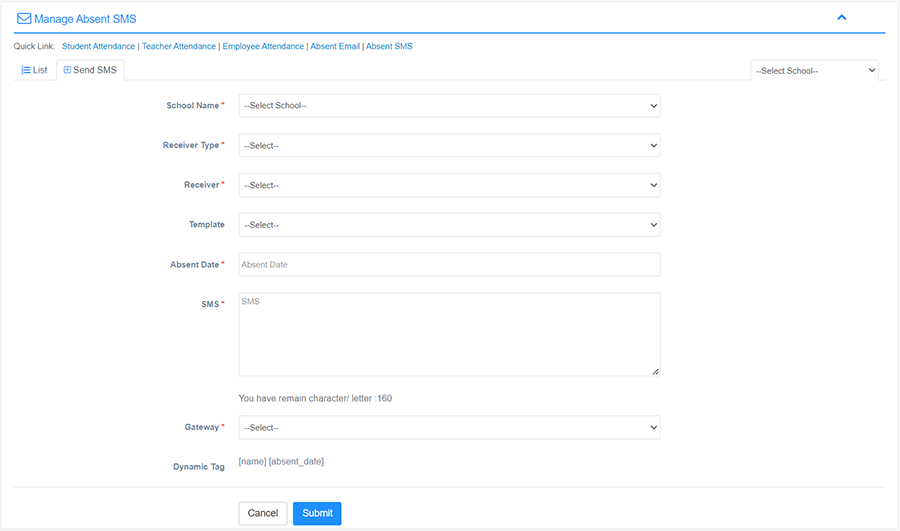 Manage Absent SMS
Quick Link: Student Attendance | Teacher Attendance | Employee Attendance | Absent Email | Absent SMS
List Send SMS --Select School--
School Name * --Select School--
Receiver Type * --Select--
Receiver * --Select--
Template --Select--
Absent Date * Absent Date
SMS * SMS
You have remain character/ letter :160
Gateway * --Select--
Dynamic Tag [name] [absent_date]
Cancel Submit